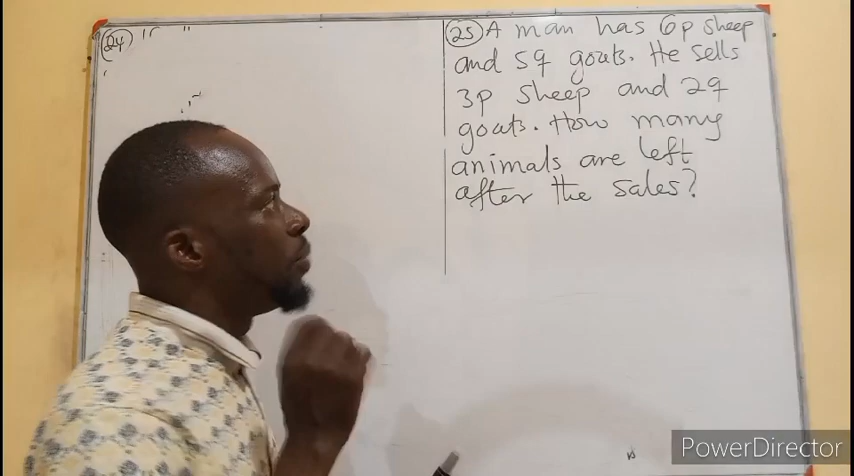 24
25 A man has 6p sheep
and 5q goats. He sells
3p sheep and 2q
goats. How many
animals are left
after the sales?
PowerDirector